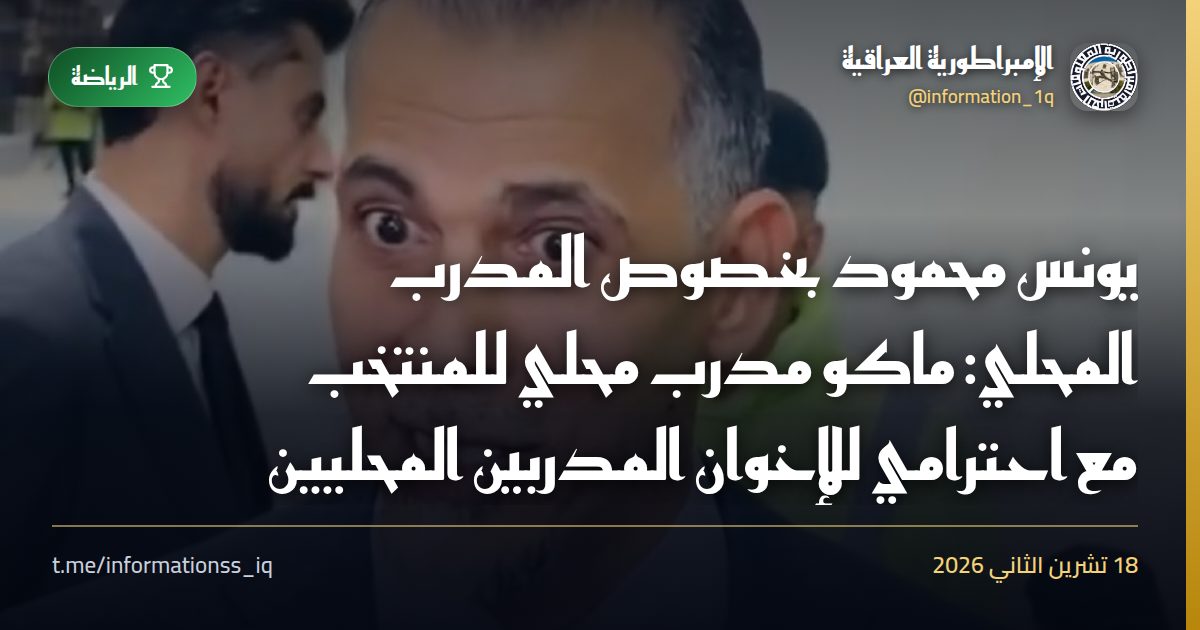 الإمبراطورية العراقية
@information_1q
الرياضة
يونس محمود بخصوص المدرب
المحلي: ماكو مدرب محلي للمنتخب
مع احترامي للإخوان المدربين المحليين
18 تشرين الثاني 2026
t.me/informationss_iq